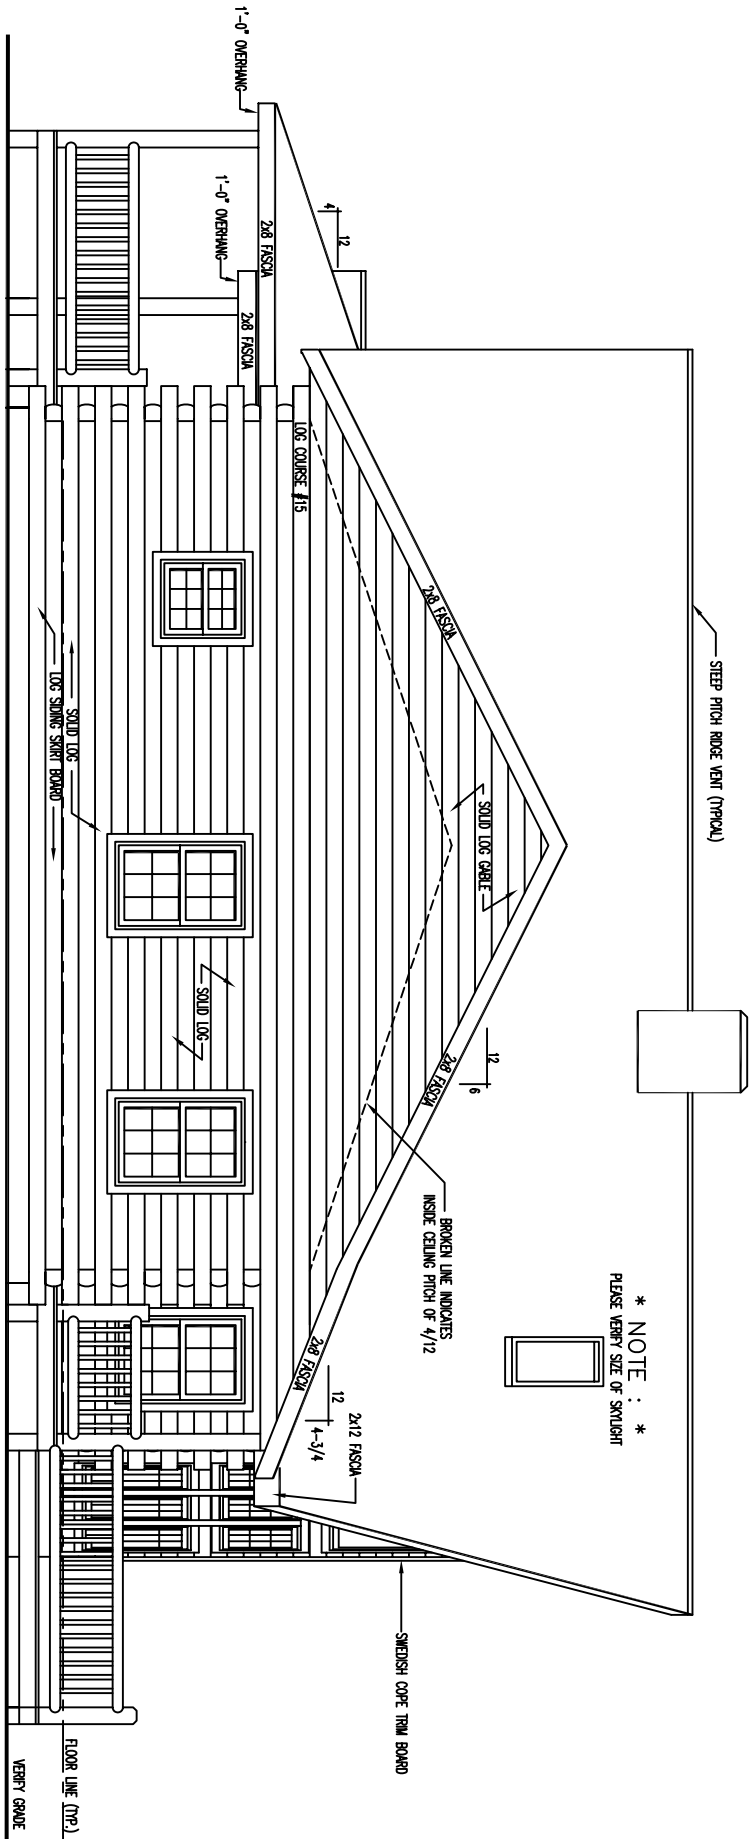 STEEP PITCH RIDGE VENT (TYPICAL)
* NOTE : *
PLEASE VERIFY SIZE OF SKYLIGHT
2x8 FASCIA
SOLID LOG GABLE
12
6
2x8 FASCIA
BROKEN LINE INDICATES
INSIDE CEILING PITCH OF 4/12
SWEDISH COPE TRIM BOARD
12
4
12
4-3/4
2x12 FASCIA
2x8 FASCIA
1'-0" OVERHANG
2x8 FASCIA
1'-0" OVERHANG
2x8 FASCIA
LOG COURSE #15
SOLID LOG
SOLID LOG
LOG SIDING SKIRT BOARD
FLOOR LINE (TYP.)
VERIFY GRADE